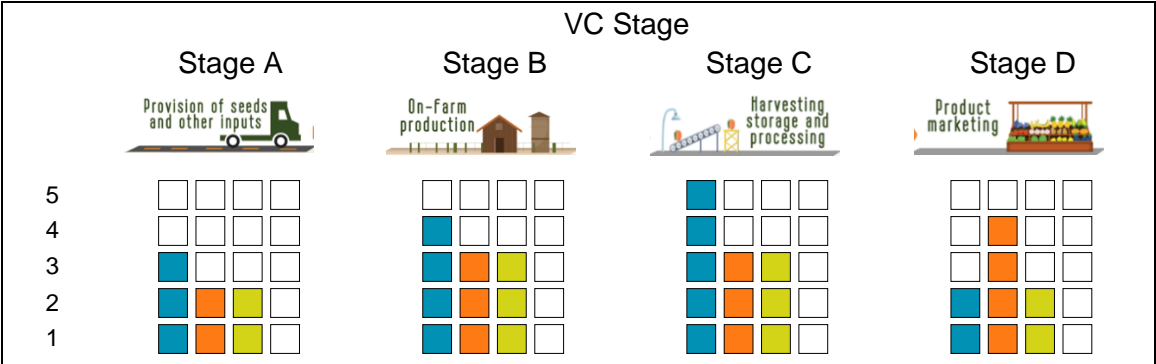 VC Stage
Stage A Stage B Stage C Stage D
Provision of seeds
and other inputs
On-Farm
production
Harvesting
storage and
processing
Product
marketing
5
4
3
2
1